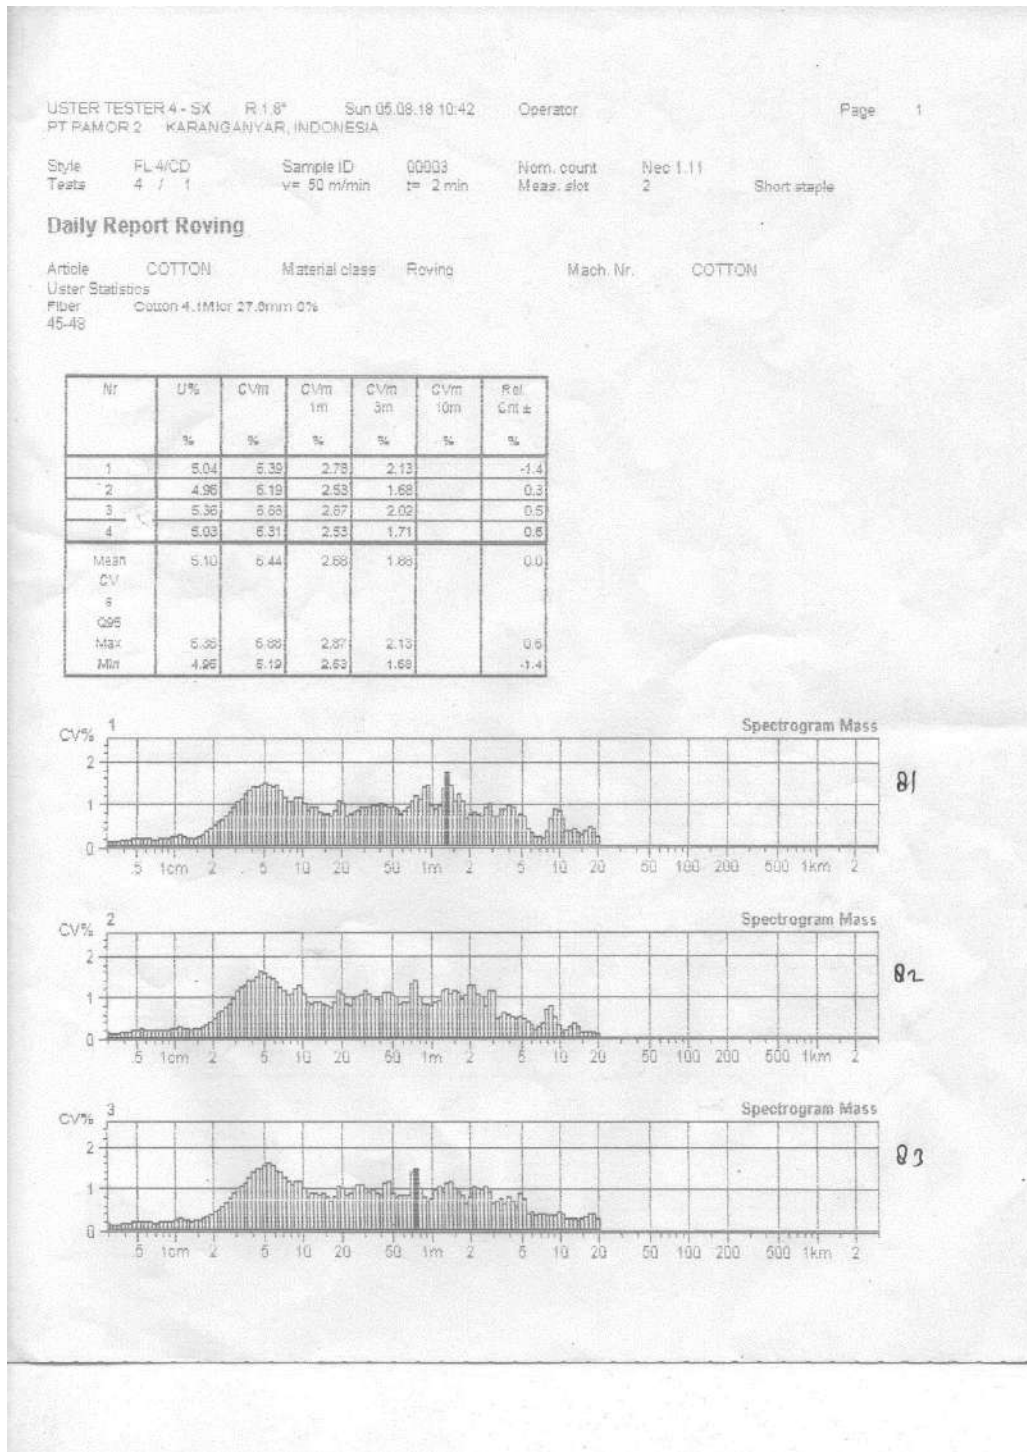 USTER TESTER 4 - SX R 1.8* Sun 05.08.18 10:42 Operator Page 1
PT PAMOR 2 KARANGANYAR, INDONESIA
Style FL 4/CD Sample ID 00003 Nom. count Nec 1.11
Tests 4 / 1 v= 50 m/min t= 2 min Meas. slot 2 Short staple
Daily Report Roving
Article COTTON Material class Roving Mach. Nr. COTTON
Uster Statistics
Fiber Cotton 4.1Micr 0%
45-48
Nr U% CVm CVm CVm CVm Rel.
1m 3m 10m Cnt ±
% % % % % %
1 5.04 6.39 2.78 2.13 -1.4
2 4.96 6.19 2.53 1.68 0.3
3 5.36 6.88 2.87 2.02 0.5
4 5.03 6.31 2.53 1.71 0.6
Mean 5.10 6.44 2.68 1.88 0.0
CV
s
Q95
Max 5.36 6.88 2.87 2.13 0.6
Min 4.96 6.19 2.53 1.68 -1.4
CV% 1 Spectrogram Mass
2
81
1
0
.5 1cm 2 5 10 20 50 1m 2 5 10 20 50 100 200 500 1km 2
CV% 2 Spectrogram Mass
2
82
1
0
.5 1cm 2 5 10 20 50 1m 2 5 10 20 50 100 200 500 1km 2
CV% 3 Spectrogram Mass
2
83
1
0
.5 1cm 2 5 10 20 50 1m 2 5 10 20 50 100 200 500 1km 2